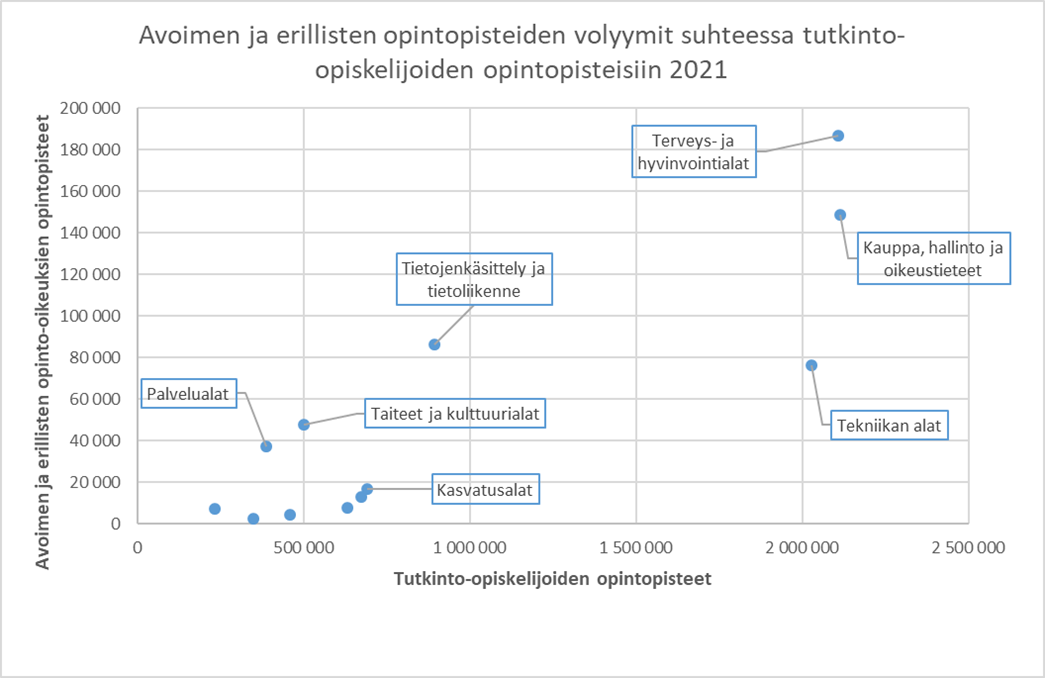 Avoimen ja erillisten opintopisteiden volyymit suhteessa tutkinto-
opiskelijoiden opintopisteisiin 2021
Avoimen ja erillisten opinto-oikeuksien opintopisteet
200 000
180 000
160 000
140 000
120 000
100 000
80 000
60 000
40 000
20 000
0
Terveys- ja
hyvinvointialat
Kauppa, hallinto ja
oikeustieteet
Tietojenkäsittely ja
tietoliikenne
Palvelualat
Taiteet ja kulttuurialat
Tekniikan alat
Kasvatusalat
0
500 000
1 000 000
1 500 000
2 000 000
2 500 000
Tutkinto-opiskelijoiden opintopisteet